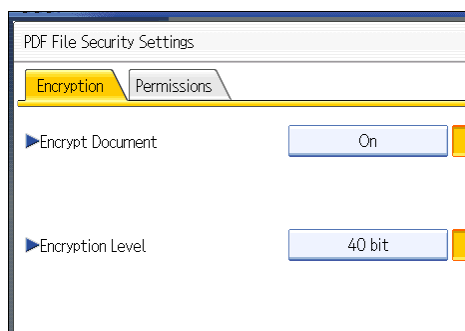 PDF File Security Settings
Encryption Permissions
Encrypt Document On
Encryption Level 40 bit